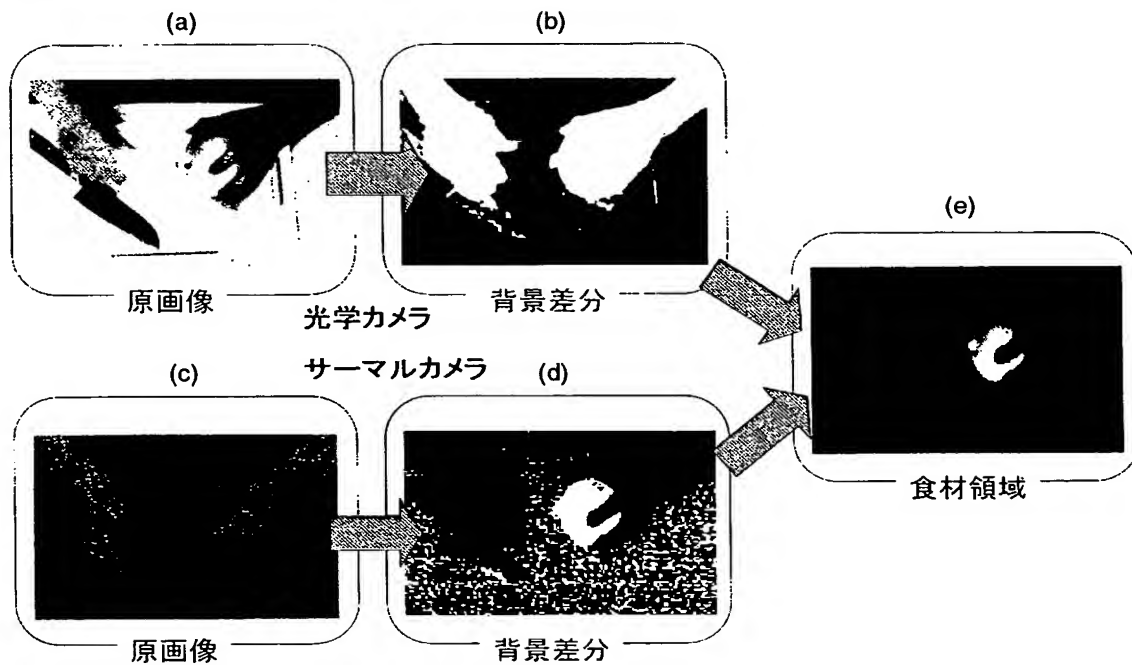 (a)
(b)
原画像
背景差分
光学カメラ
サーマルカメラ
(c)
(d)
原画像
背景差分
(e)
食材領域